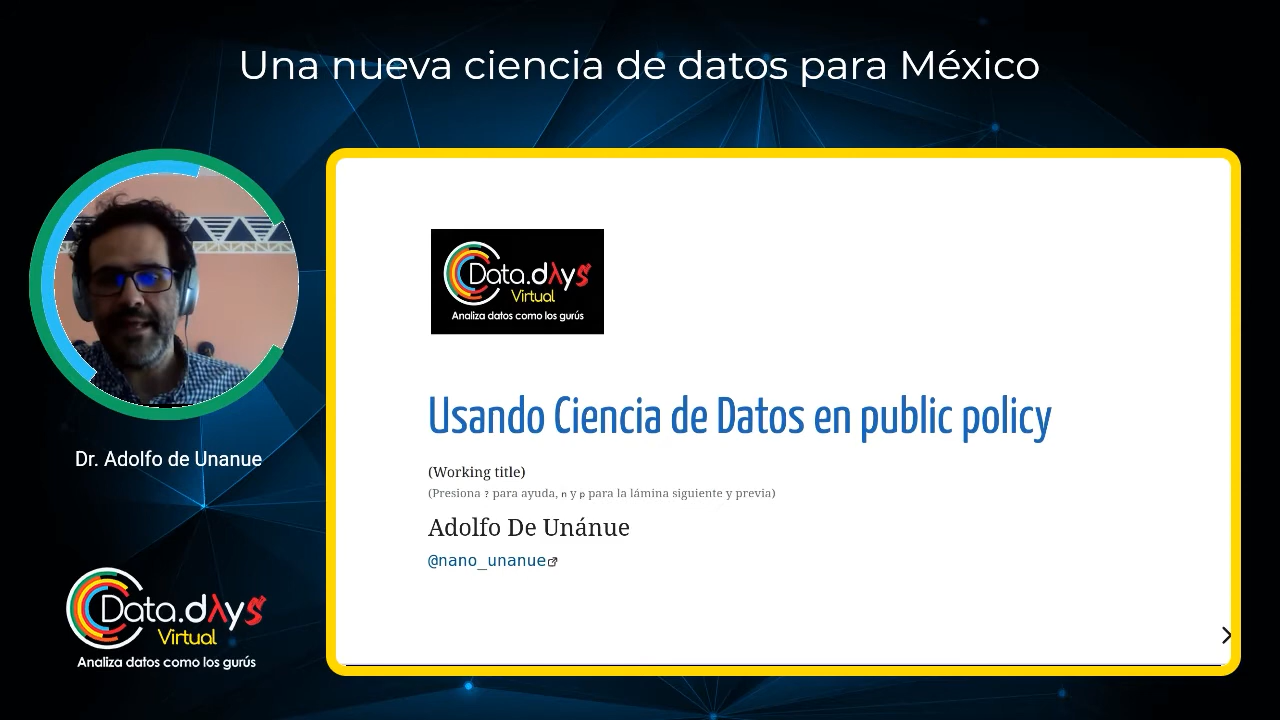 Una nueva ciencia de datos para México
Data.dλys
Virtual
Analiza datos como los gurús
Usando Ciencia de Datos en public policy
(Working title)
(Presiona ? para ayuda, n y p para la lámina siguiente y previa)
Adolfo De Unánue
@nano_unanue
Dr. Adolfo de Unanue
Data.dλys
Virtual
Analiza datos como los gurús